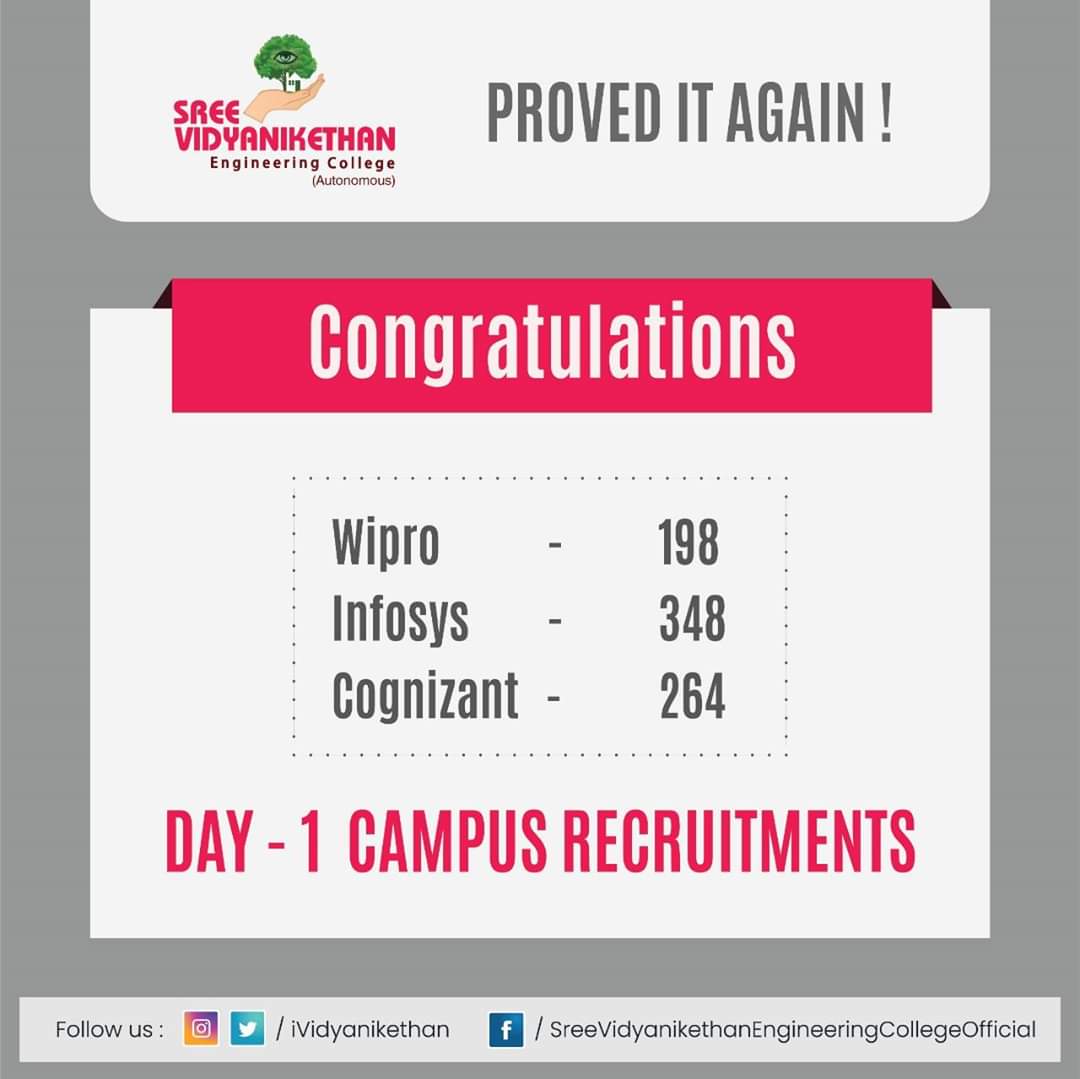 SREE
VIDYANIKETHAN
Engineering College
(Autonomous)
PROVED IT AGAIN !
Congratulations
Wipro - 198
Infosys - 348
Cognizant - 264
DAY - 1 CAMPUS RECRUITMENTS
Follow us : / iVidyanikethan / SreeVidyanikethanEngineeringCollegeOfficial